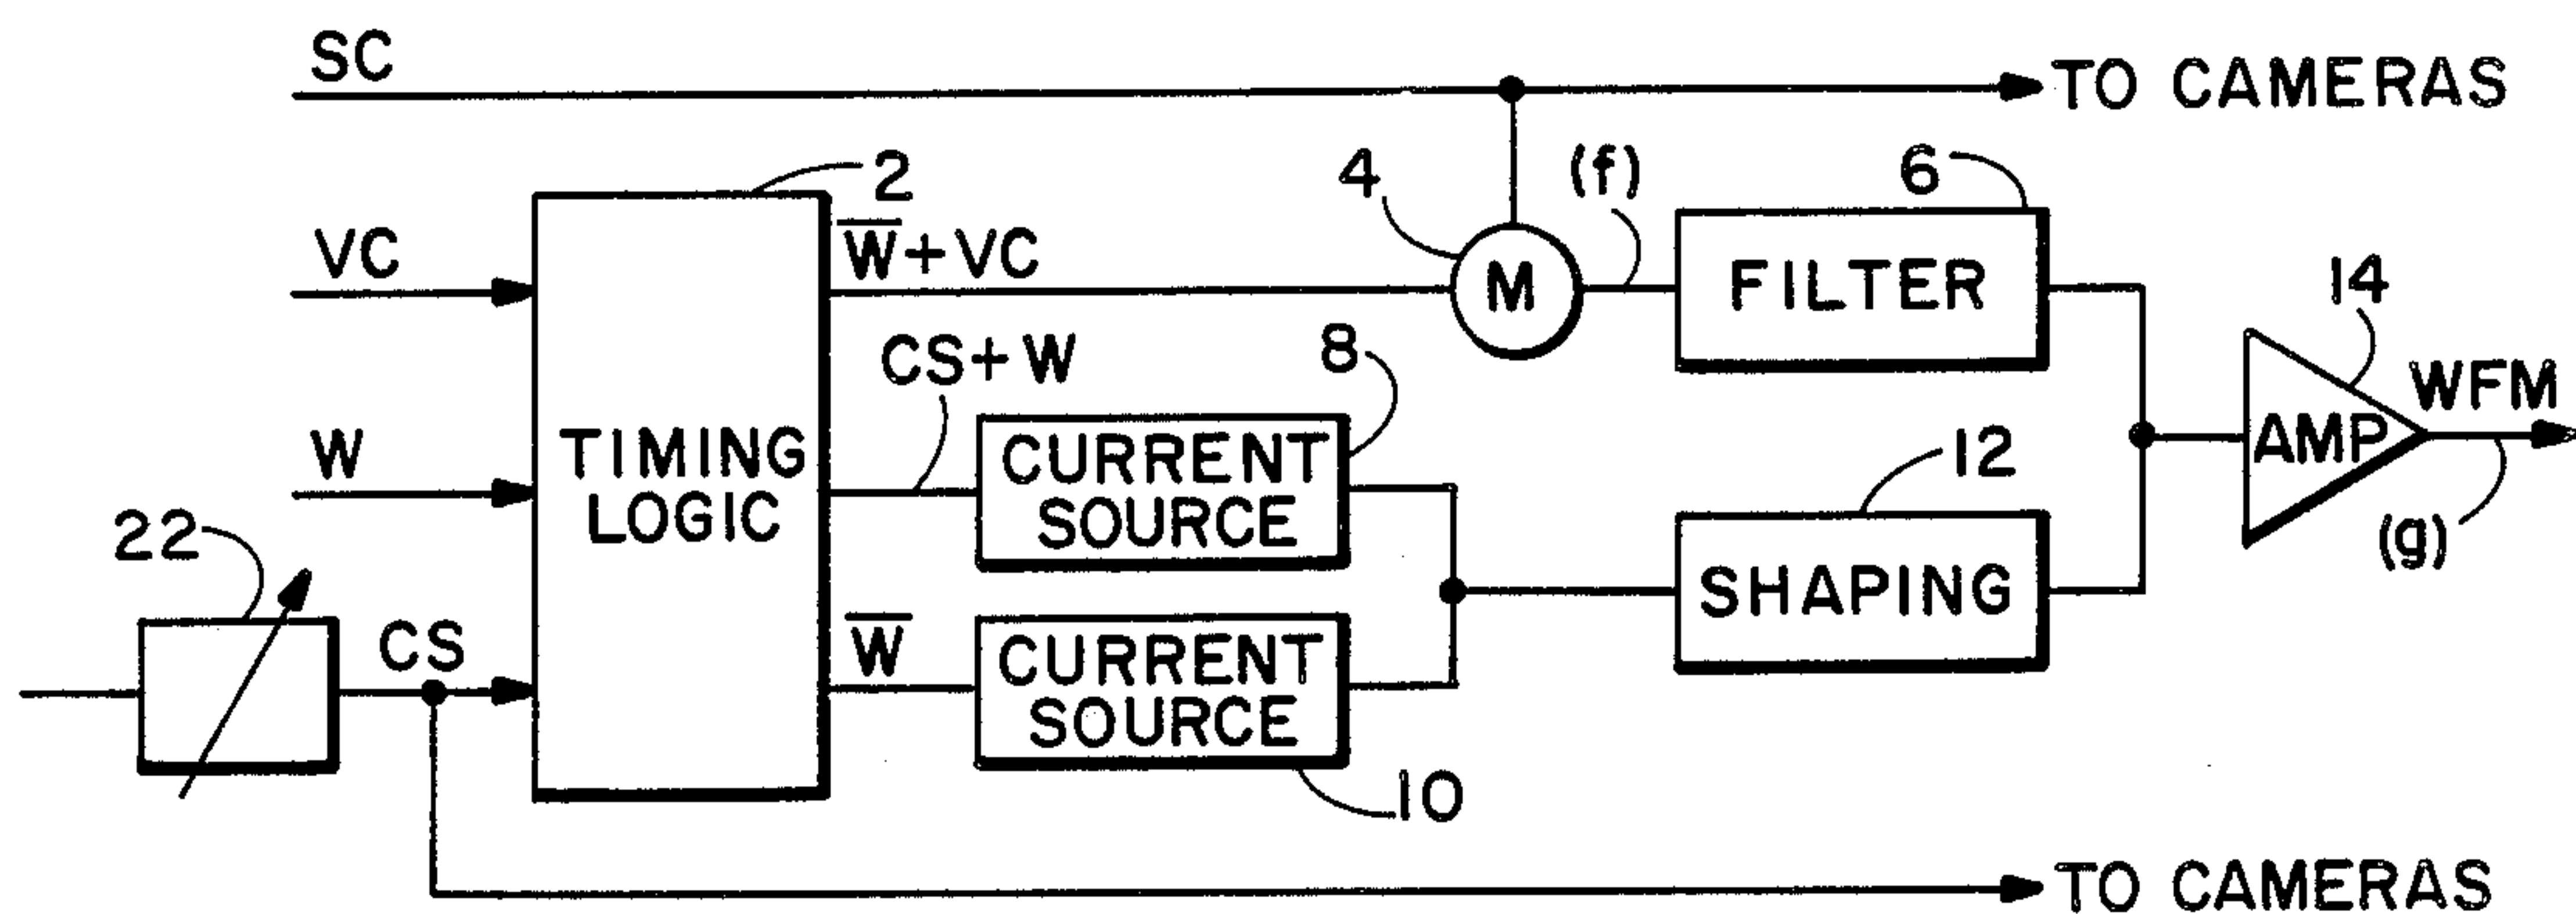 SC
TO CAMERAS
2
4
(f)
6
VC
W̅+VC
M
FILTER
14
CS+W
8
WFM
W
TIMING
LOGIC
CURRENT
SOURCE
12
AMP
22
(g)
SHAPING
CS
W̅
CURRENT
SOURCE
10
TO CAMERAS